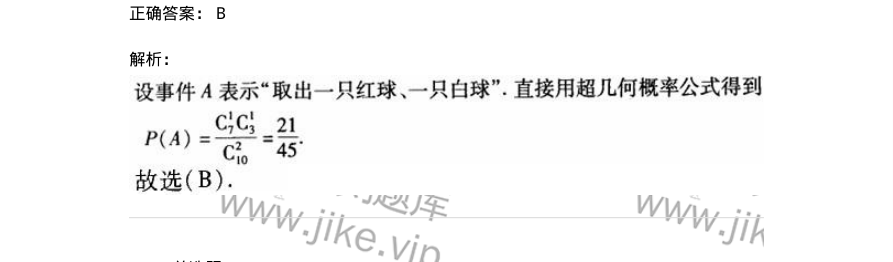 正确答案： B
解析：
设事件 A 表示“取出一只红球、一只白球”. 直接用超几何概率公式得到
P(A) = C₇¹C₃¹ / C₁₀² = 21/45.
故选(B).
题库
www.jike.vip
www.jik